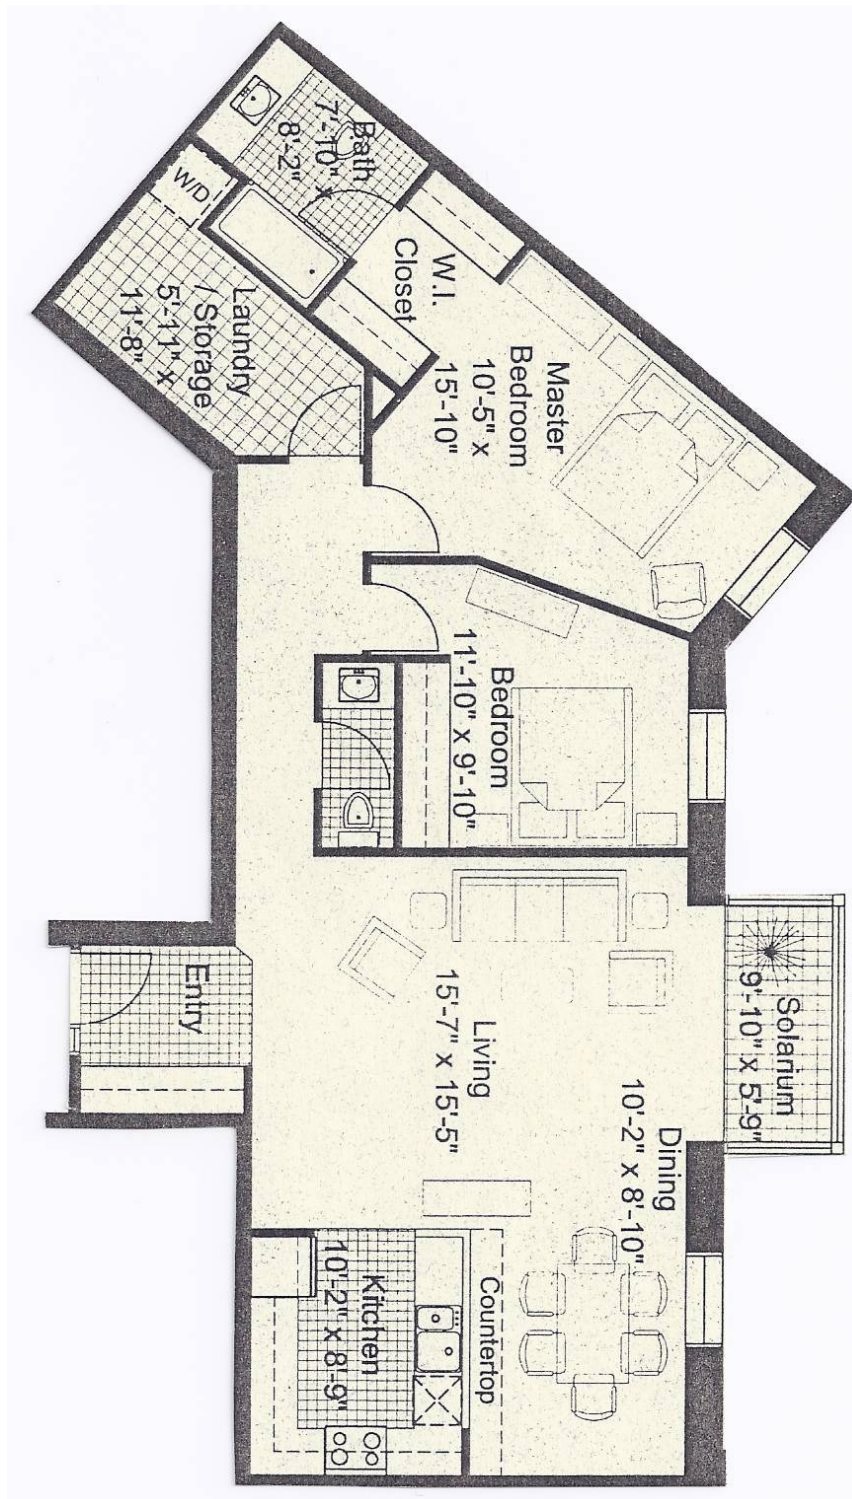 Bath
7'-10" x
8'-2"
W/D
W.I.
Closet
Laundry
/ Storage
5'-11" x
11'-8"
Master
Bedroom
10'-5" x
15'-10"
Bedroom
11'-10" x 9'-10"
Entry
Living
15'-7" x 15'-5"
Solarium
9'-10" x 5'-9"
Dining
10'-2" x 8'-10"
Kitchen
10'-2" x 8'-9"
Countertop